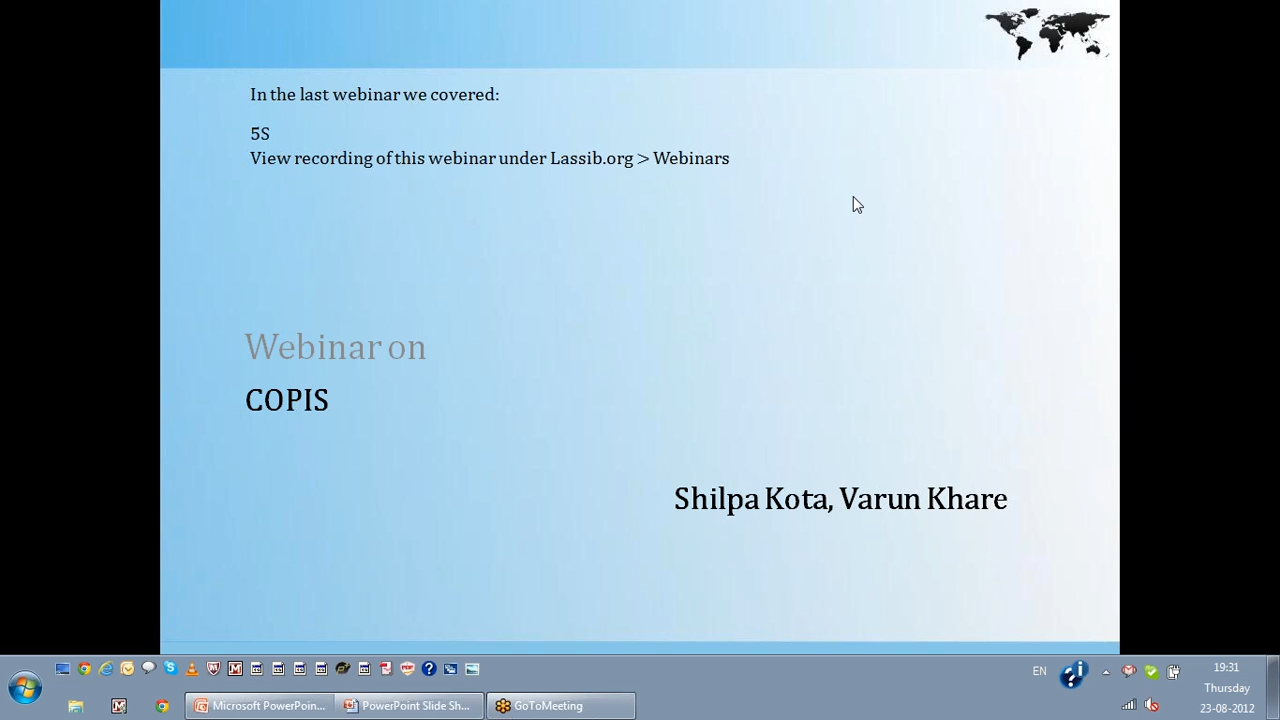 In the last webinar we covered:
5S
View recording of this webinar under Lassib.org > Webinars
Webinar on
COPIS
Shilpa Kota, Varun Khare
EN
19:31
Thursday
23-08-2012
Microsoft PowerPoin...
PowerPoint Slide Sh...
GoToMeeting